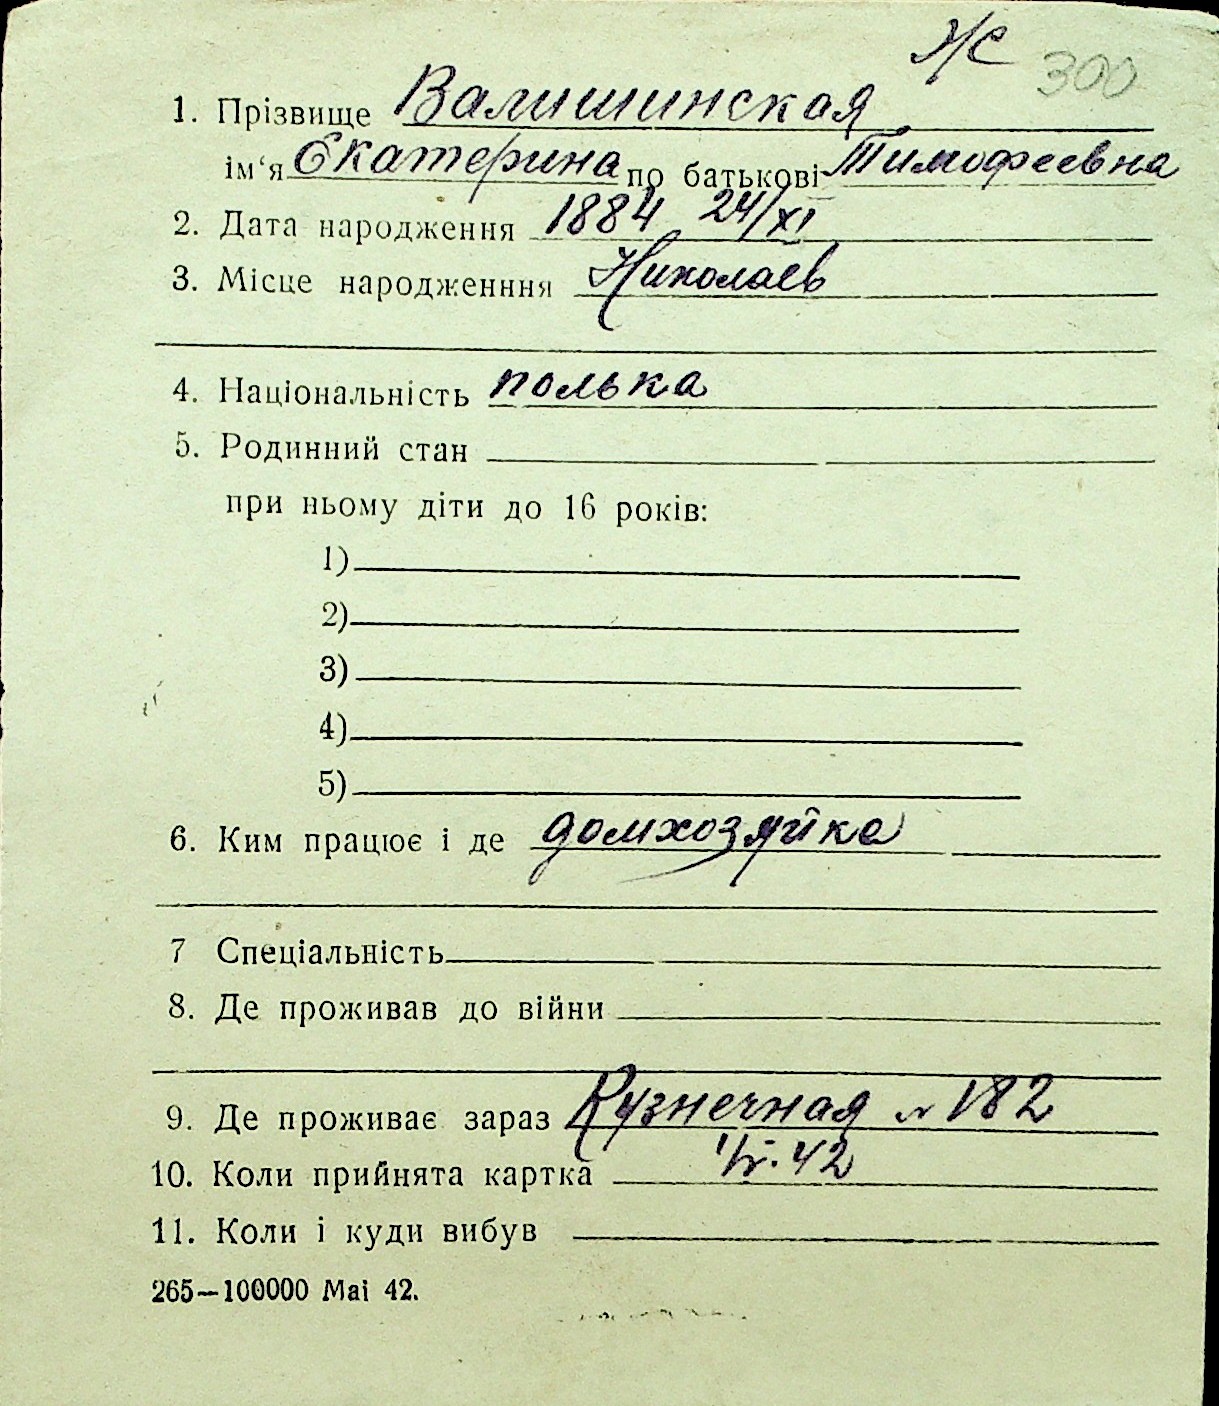 Ж 300
1. Прізвище Валишинская
ім‘я Екатерина по батькові Тимофеевна
2. Дата народження 1884 24/XI
3. Місце народженння Николаев
4. Національність полька
5. Родинний стан
при ньому діти до 16 років:
1)
2)
3)
4)
5)
6. Ким працює і де домхозяйка
7 Спеціальність
8. Де проживав до війни
9. Де проживає зараз Кузнечная № 182
10. Коли прийнята картка 42
11. Коли і куди вибув
265—100000 Mai 42.